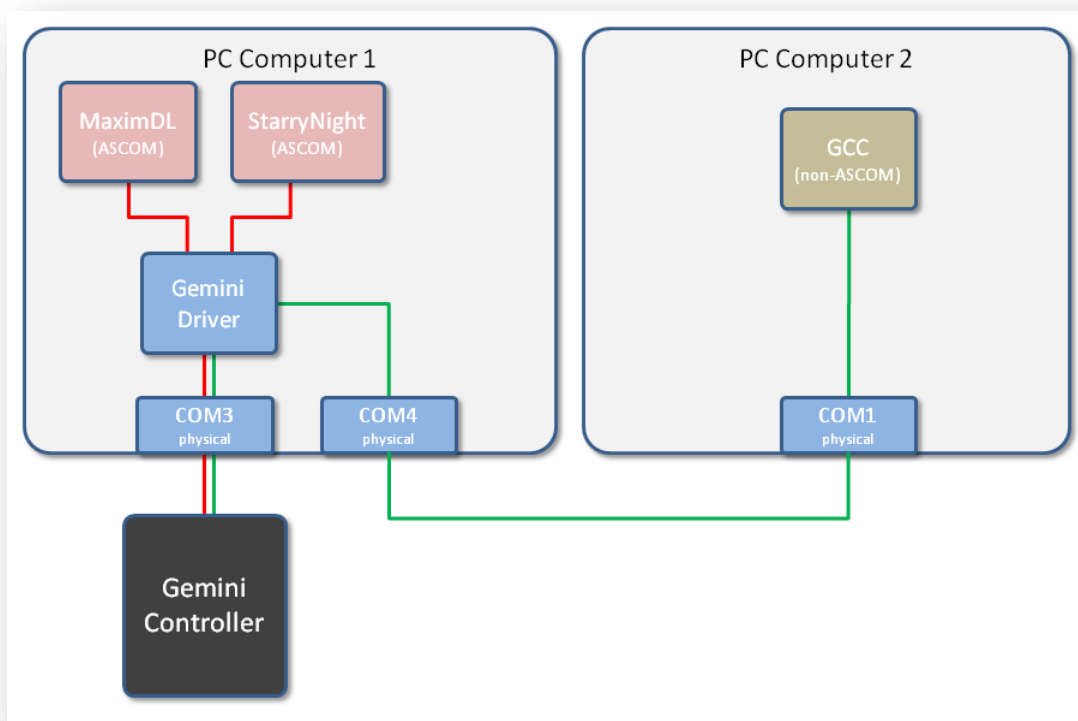 PC Computer 1
PC Computer 2
MaximDL
(ASCOM)
StarryNight
(ASCOM)
GCC
(non-ASCOM)
Gemini
Driver
COM3
physical
COM4
physical
COM1
physical
Gemini
Controller